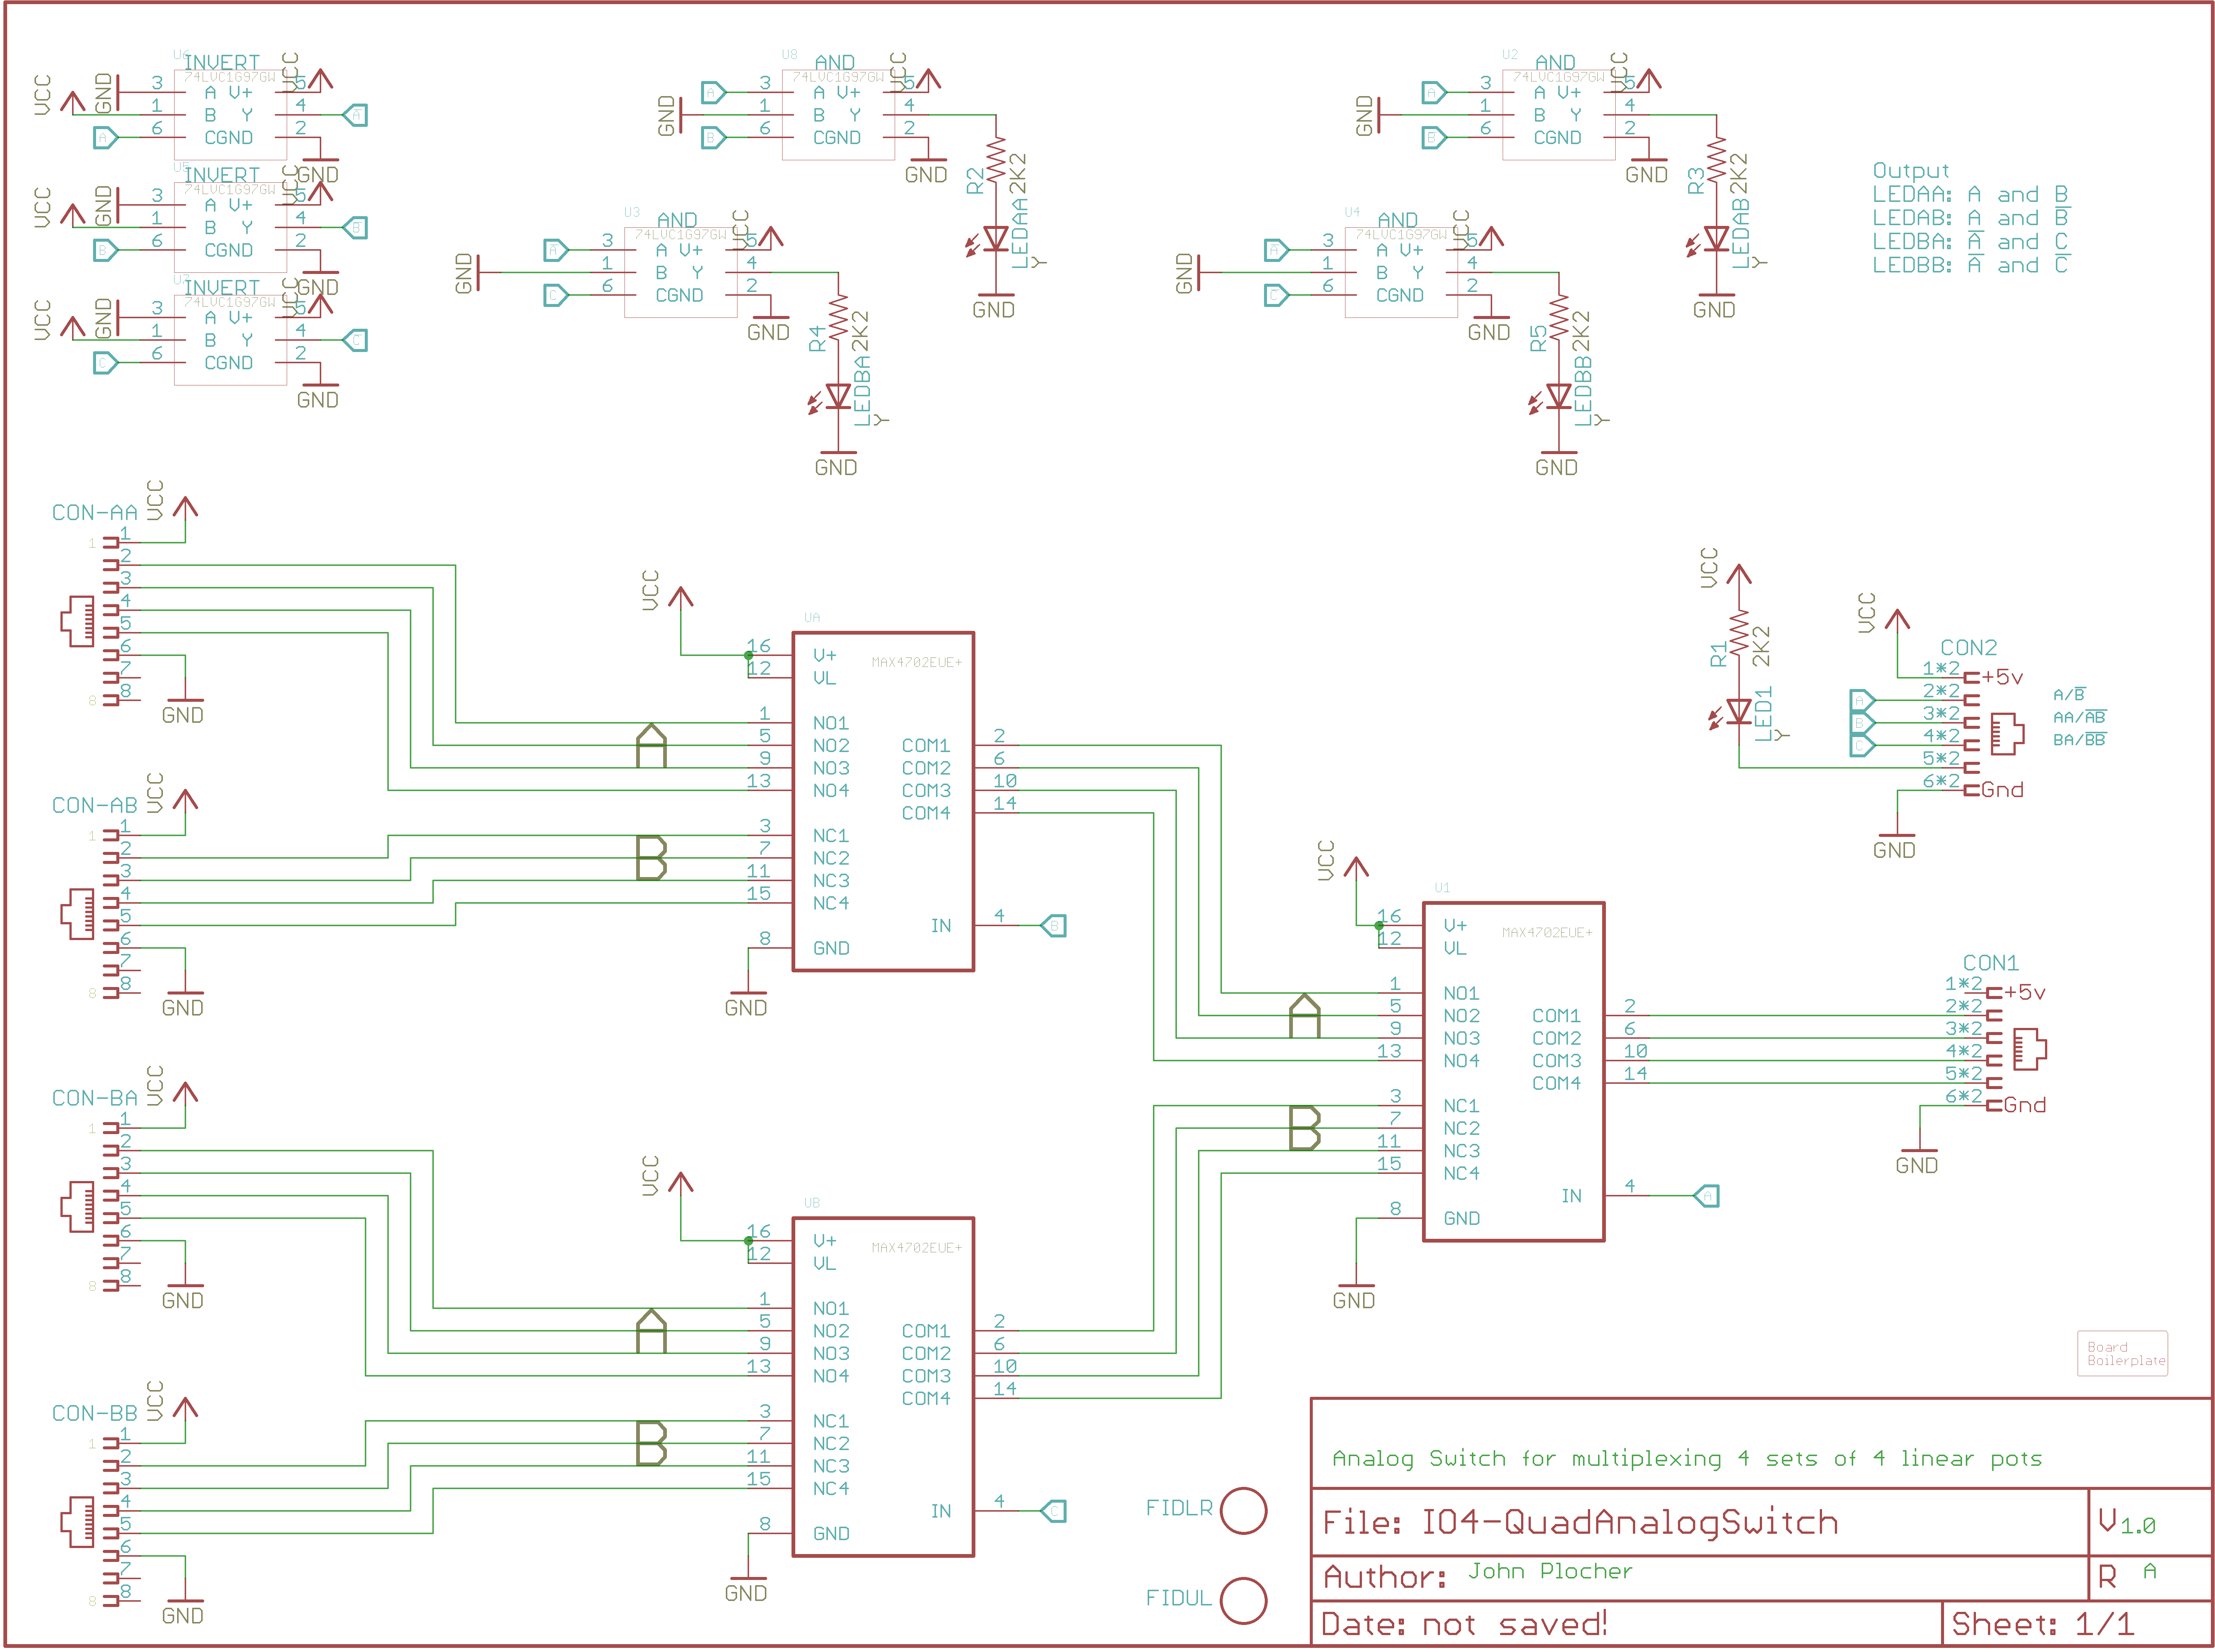 U6
INVERT
74LVC1G97GW
VCC
GND
VCC
3 A V+ 5
1 B Y 4
6 CGND 2
A
A̅
GND
U5
INVERT
74LVC1G97GW
VCC
GND
VCC
3 A V+ 5
1 B Y 4
6 CGND 2
B
B̅
GND
U7
INVERT
74LVC1G97GW
VCC
GND
VCC
3 A V+ 5
1 B Y 4
6 CGND 2
C
C̅
GND
U8
AND
74LVC1G97GW
VCC
GND
A
B
3 A V+ 5
1 B Y 4
6 CGND 2
GND
R2
2K2
LEDAA
Y
GND
U3
AND
74LVC1G97GW
VCC
GND
A̅
C
3 A V+ 5
1 B Y 4
6 CGND 2
GND
R4
2K2
LEDBA
Y
GND
U2
AND
74LVC1G97GW
VCC
GND
A
B̅
3 A V+ 5
1 B Y 4
6 CGND 2
GND
R3
2K2
LEDAB
Y
GND
U4
AND
74LVC1G97GW
VCC
GND
A̅
C̅
3 A V+ 5
1 B Y 4
6 CGND 2
GND
R5
2K2
LEDBB
Y
GND
Output
LEDAA: A and B
LEDAB: A and B̅
LEDBA: A̅ and C
LEDBB: A̅ and C̅
CON-AA
VCC
1
1
2
3
4
5
6
7
8
8
GND
CON-AB
VCC
1
1
2
3
4
5
6
7
8
8
GND
CON-BA
VCC
1
1
2
3
4
5
6
7
8
8
GND
CON-BB
VCC
1
1
2
3
4
5
6
7
8
8
GND
VCC
UA
MAX4702EUE+
16 V+
12 VL
1 NO1
5 NO2 COM1 2
9 NO3 COM2 6
13 NO4 COM3 10
COM4 14
3 NC1
7 NC2
11 NC3
15 NC4
IN 4
8 GND
A
B
B
GND
VCC
UB
MAX4702EUE+
16 V+
12 VL
1 NO1
5 NO2 COM1 2
9 NO3 COM2 6
13 NO4 COM3 10
COM4 14
3 NC1
7 NC2
11 NC3
15 NC4
IN 4
8 GND
A
B
C
GND
VCC
U1
MAX4702EUE+
16 V+
12 VL
1 NO1
5 NO2 COM1 2
9 NO3 COM2 6
13 NO4 COM3 10
COM4 14
3 NC1
7 NC2
11 NC3
15 NC4
IN 4
8 GND
A
B
A
GND
VCC
R1
2K2
LED1
Y
VCC
CON2
1*2 +5v
A 2*2 A/B̅
B 3*2 AA/A̅B̅
C 4*2 BA/B̅B̅
5*2
6*2 Gnd
GND
CON1
1*2 +5v
2*2
3*2
4*2
5*2
6*2 Gnd
GND
Board
Boilerplate
FIDLR
FIDUL
Analog Switch for multiplexing 4 sets of 4 linear pots
File: IO4-QuadAnalogSwitch
V 1.0
Author: John Plocher
R A
Date: not saved!
Sheet: 1/1